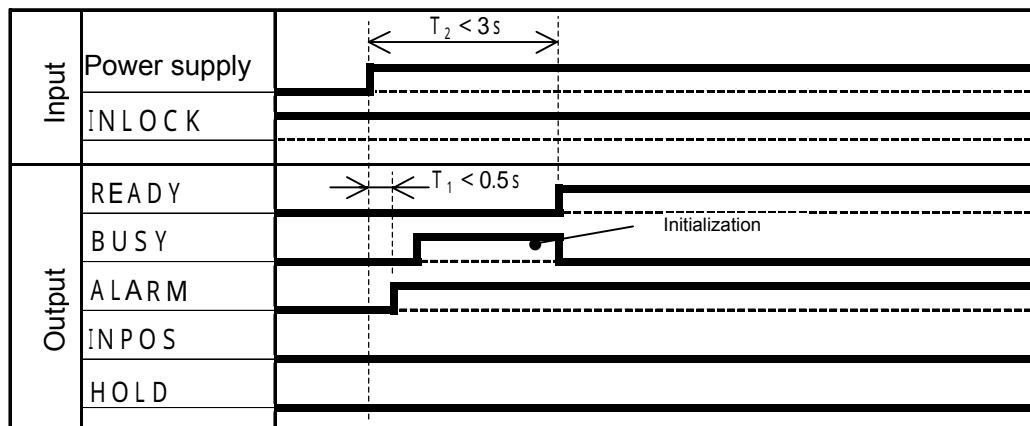 T₂ < 3s
Input
Power supply
INLOCK
T₁ < 0.5s
Output
READY
BUSY
Initialization
ALARM
INPOS
HOLD